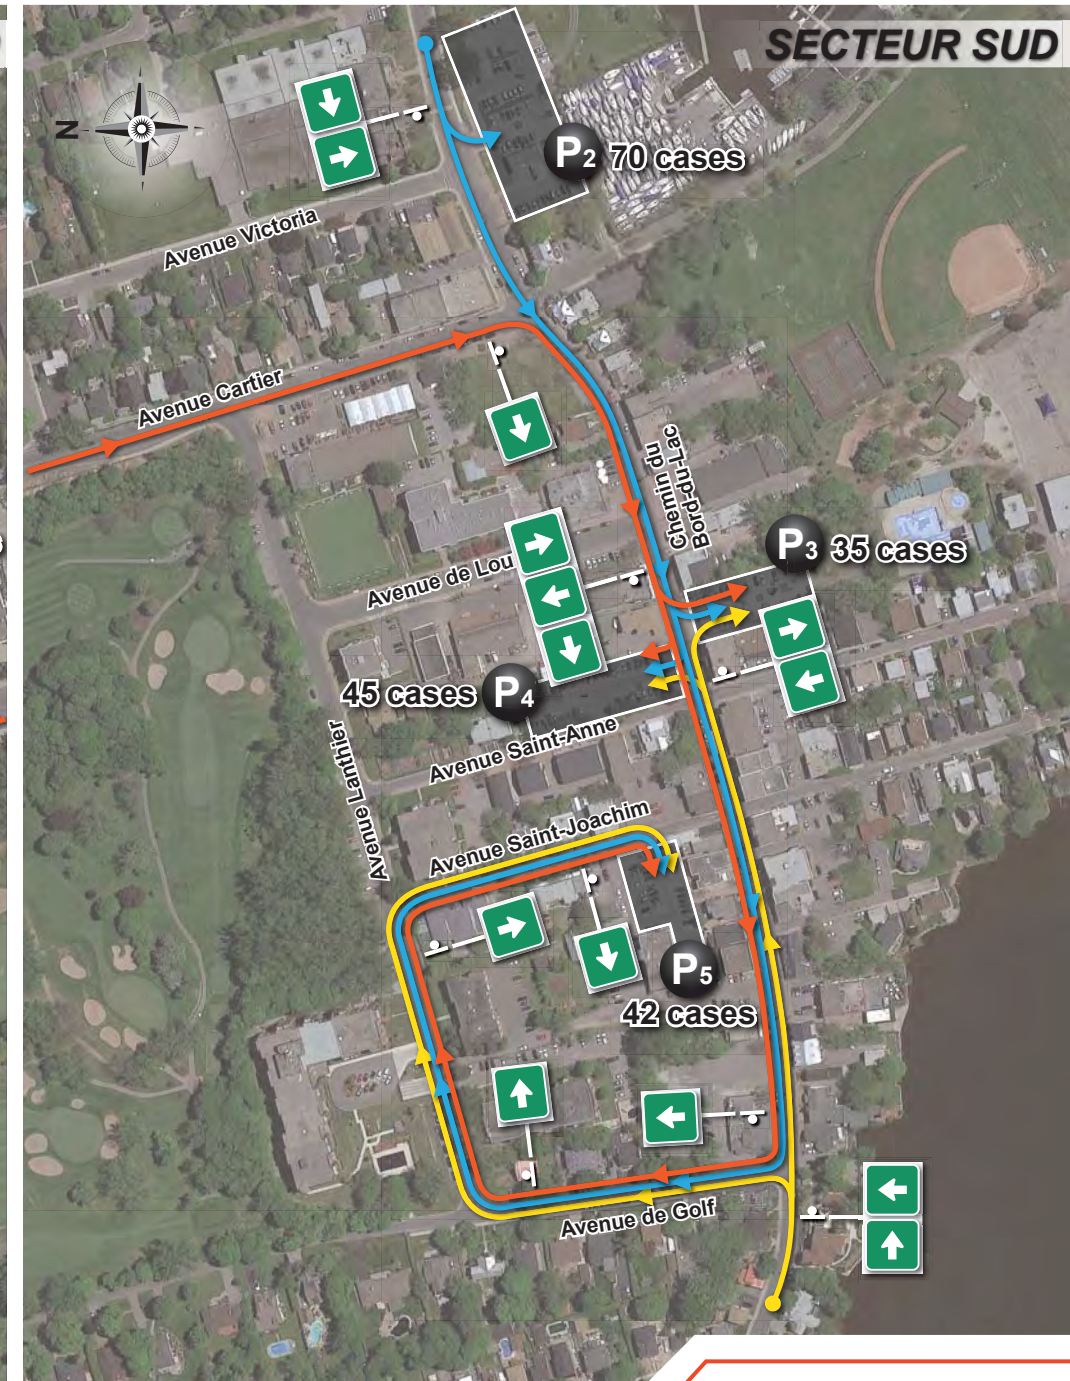 SECTEUR SUD
N
P2 70 cases
Avenue Victoria
Avenue Cartier
Chemin du
Bord-du-Lac
P3 35 cases
Avenue de Lou
45 cases P4
Avenue Saint-Anne
Avenue Lanthier
Avenue Saint-Joachim
P5
42 cases
Avenue de Golf